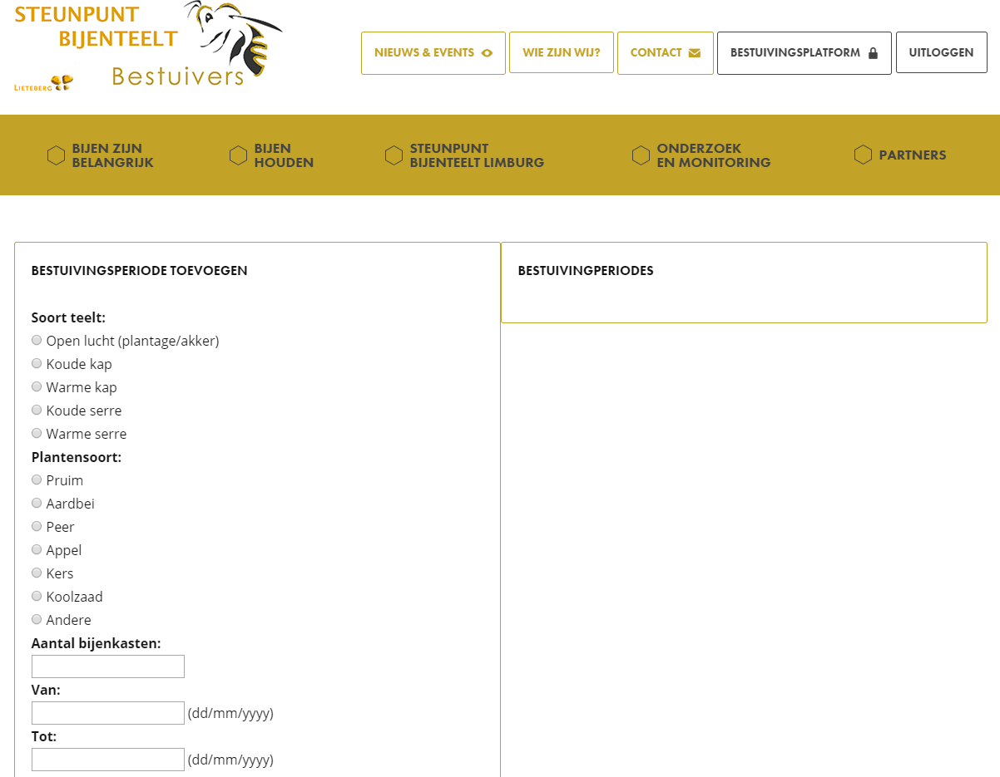 STEUNPUNT
BIJENTEELT
Bestuivers
LIETEBERG
NIEUWS & EVENTS
WIE ZIJN WIJ?
CONTACT
BESTUIVINGSPLATFORM
UITLOGGEN
BIJEN ZIJN
BELANGRIJK
BIJEN
HOUDEN
STEUNPUNT
BIJENTEELT LIMBURG
ONDERZOEK
EN MONITORING
PARTNERS
BESTUIVINGSPERIODE TOEVOEGEN
Soort teelt:
Open lucht (plantage/akker)
Koude kap
Warme kap
Koude serre
Warme serre
Plantensoort:
Pruim
Aardbei
Peer
Appel
Kers
Koolzaad
Andere
Aantal bijenkasten:
Van:
(dd/mm/yyyy)
Tot:
(dd/mm/yyyy)
BESTUIVINGPERIODES